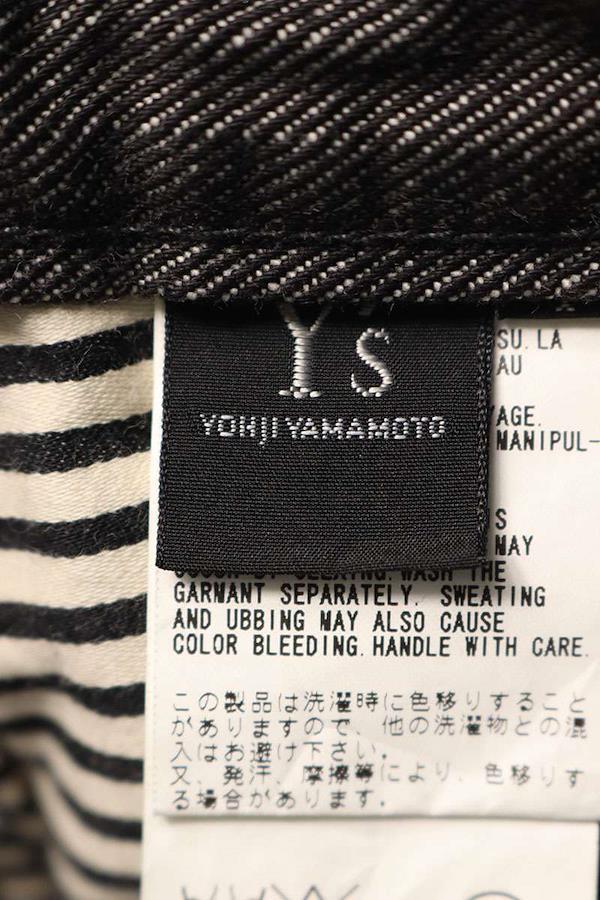 Y's
YOHJI YAMAMOTO
SU. LA
AU
AGE.
MANIPUL-
S
MAY
WASH THE
GARMANT SEPARATELY. SWEATING
AND UBBING MAY ALSO CAUSE
COLOR BLEEDING. HANDLE WITH CARE.
この製品は洗濯時に色移りすること
がありますので、他の洗濯物との混
入はお避け下さい。
又、発汗、摩擦等により、色移りす
る場合があります。